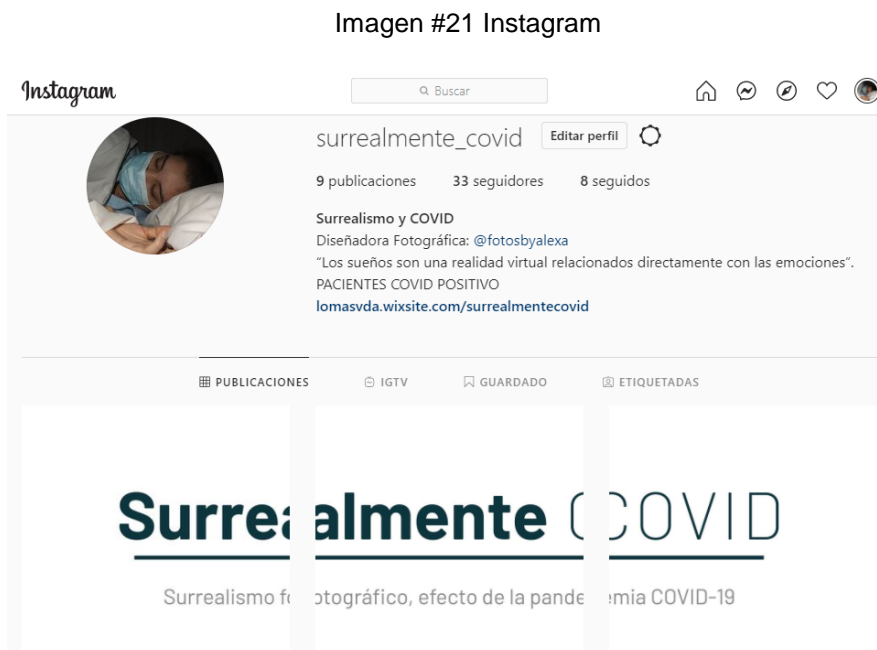 Imagen #21 Instagram
Instagram
Buscar
surrealmente_covid Editar perfil
9 publicaciones 33 seguidores 8 seguidos
Surrealismo y COVID
Diseñadora Fotográfica: @fotosbyalexa
“Los sueños son una realidad virtual relacionados directamente con las emociones”.
PACIENTES COVID POSITIVO
lomasvda.wixsite.com/surrealmentecovid
PUBLICACIONES IGTV GUARDADO ETIQUETADAS
Surrealmente COVID
Surrealismo fotográfico, efecto de la pandemia COVID-19